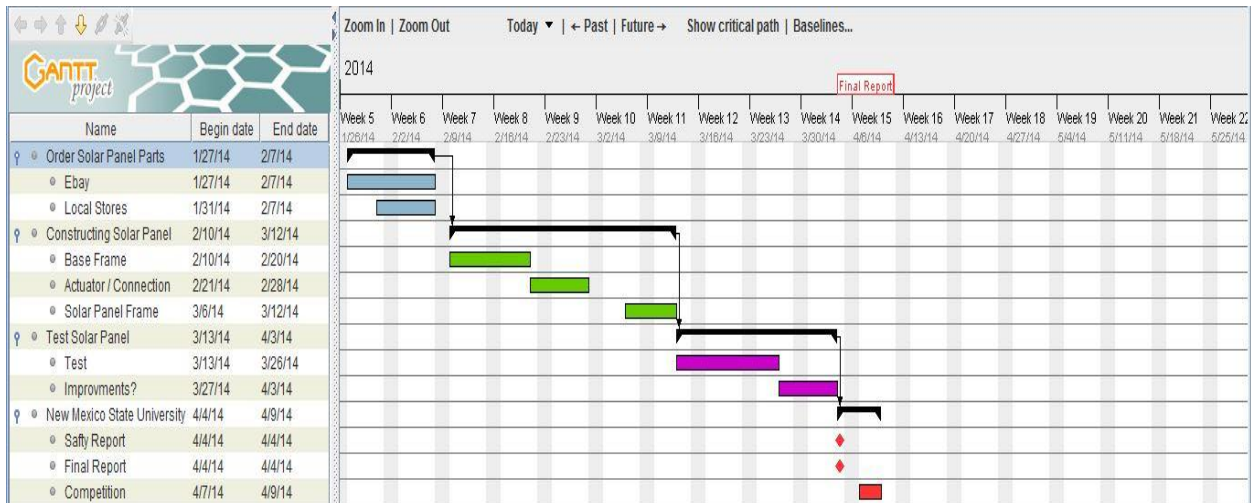 Zoom In | Zoom Out Today ▼ | ← Past | Future → Show critical path | Baselines...
GANTT project
2014
Final Report
Week 5 Week 6 Week 7 Week 8 Week 9 Week 10 Week 11 Week 12 Week 13 Week 14 Week 15 Week 16 Week 17 Week 18 Week 19 Week 20 Week 21 Week 22
1/26/14 2/2/14 2/9/14 2/16/14 2/23/14 3/2/14 3/9/14 3/16/14 3/23/14 3/30/14 4/6/14 4/13/14 4/20/14 4/27/14 5/4/14 5/11/14 5/18/14 5/25/14
Name Begin date End date
Order Solar Panel Parts 1/27/14 2/7/14
Ebay 1/27/14 2/7/14
Local Stores 1/31/14 2/7/14
Constructing Solar Panel 2/10/14 3/12/14
Base Frame 2/10/14 2/20/14
Actuator / Connection 2/21/14 2/28/14
Solar Panel Frame 3/6/14 3/12/14
Test Solar Panel 3/13/14 4/3/14
Test 3/13/14 3/26/14
Improvments? 3/27/14 4/3/14
New Mexico State University 4/4/14 4/9/14
Safty Report 4/4/14 4/4/14
Final Report 4/4/14 4/4/14
Competition 4/7/14 4/9/14